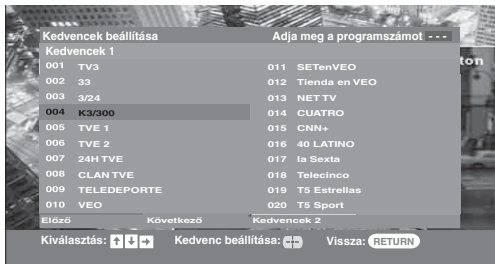 Kedvencek beállítása Adja meg a programszámot - - -
Kedvencek 1
001 TV3 011 SETenVEO
002 33 012 Tienda en VEO
003 3/24 013 NET TV
004 K3/300 014 CUATRO
005 TVE 1 015 CNN+
006 TVE 2 016 40 LATINO
007 24H TVE 017 la Sexta
008 CLAN TVE 018 Telecinco
009 TELEDEPORTE 019 T5 Estrellas
010 VEO 020 T5 Sport
Előző Következő Kedvencek 2
Kiválasztás: ↑ ↓ → Kedvenc beállítása: Vissza: RETURN
ton